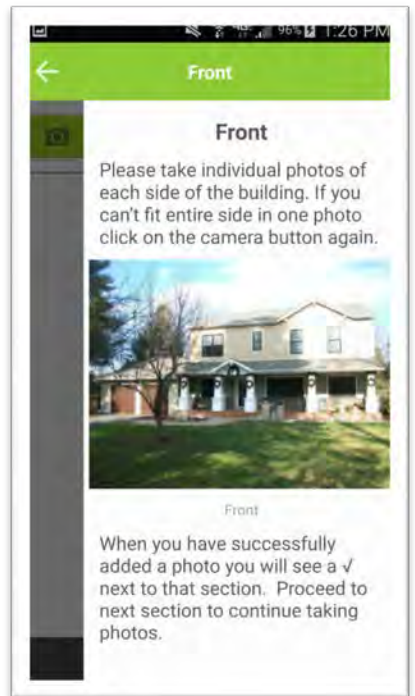 96% 1:26 PM
Front
Front
Please take individual photos of
each side of the building. If you
can't fit entire side in one photo
click on the camera button again.
Front
When you have successfully
added a photo you will see a √
next to that section.  Proceed to
next section to continue taking
photos.